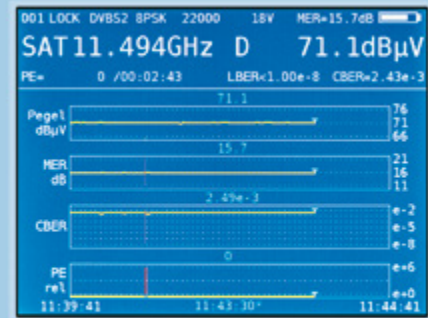 001 LOCK DVBS2 8PSK 22000 18V MER=15.7dB
SAT 11.494GHz D 71.1dBµV
PE= 0 /00:02:43 LBER<1.00e-8 CBER=2.43e-3
71.1
Pegel 76
dBµV 71
66
15.7
MER 21
dB 16
11
2.49e-3
CBER e-2
e-5
e-8
0
PE e+6
rel e+0
11:39:41 11:43:30* 11:44:41